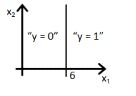 x₂
“y = 0” “y = 1”
6
x₁